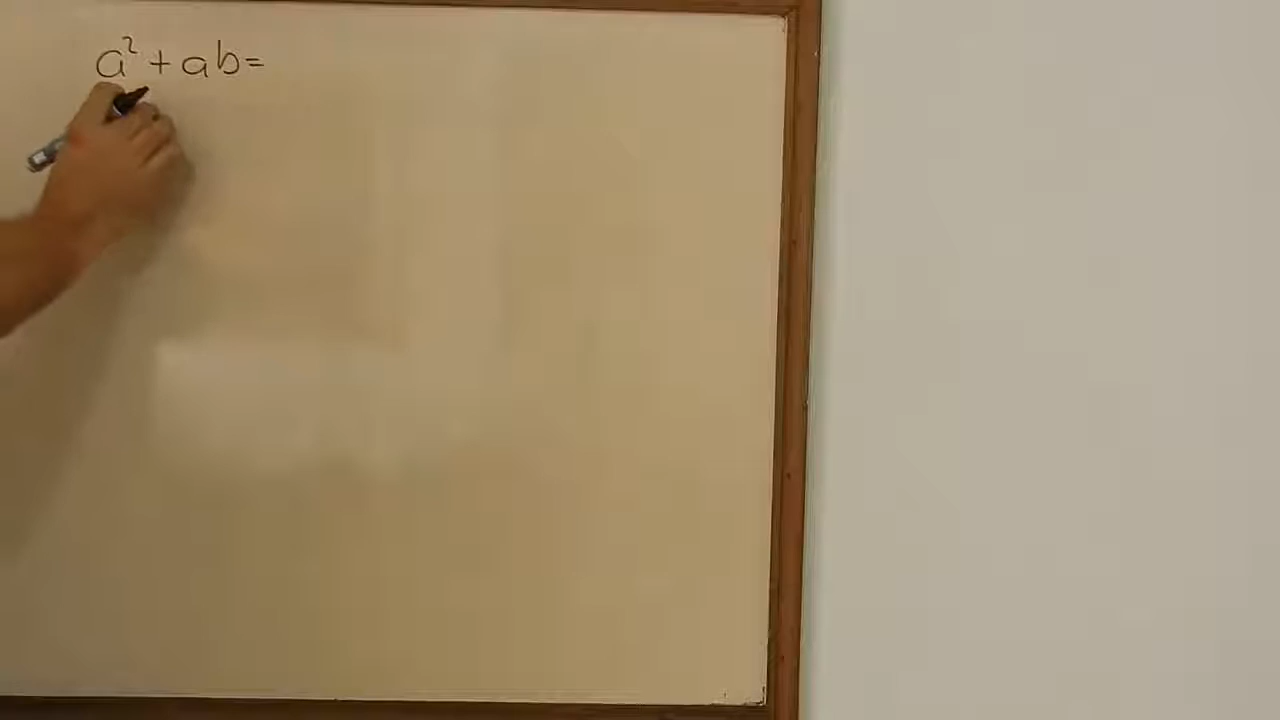 a² + ab =